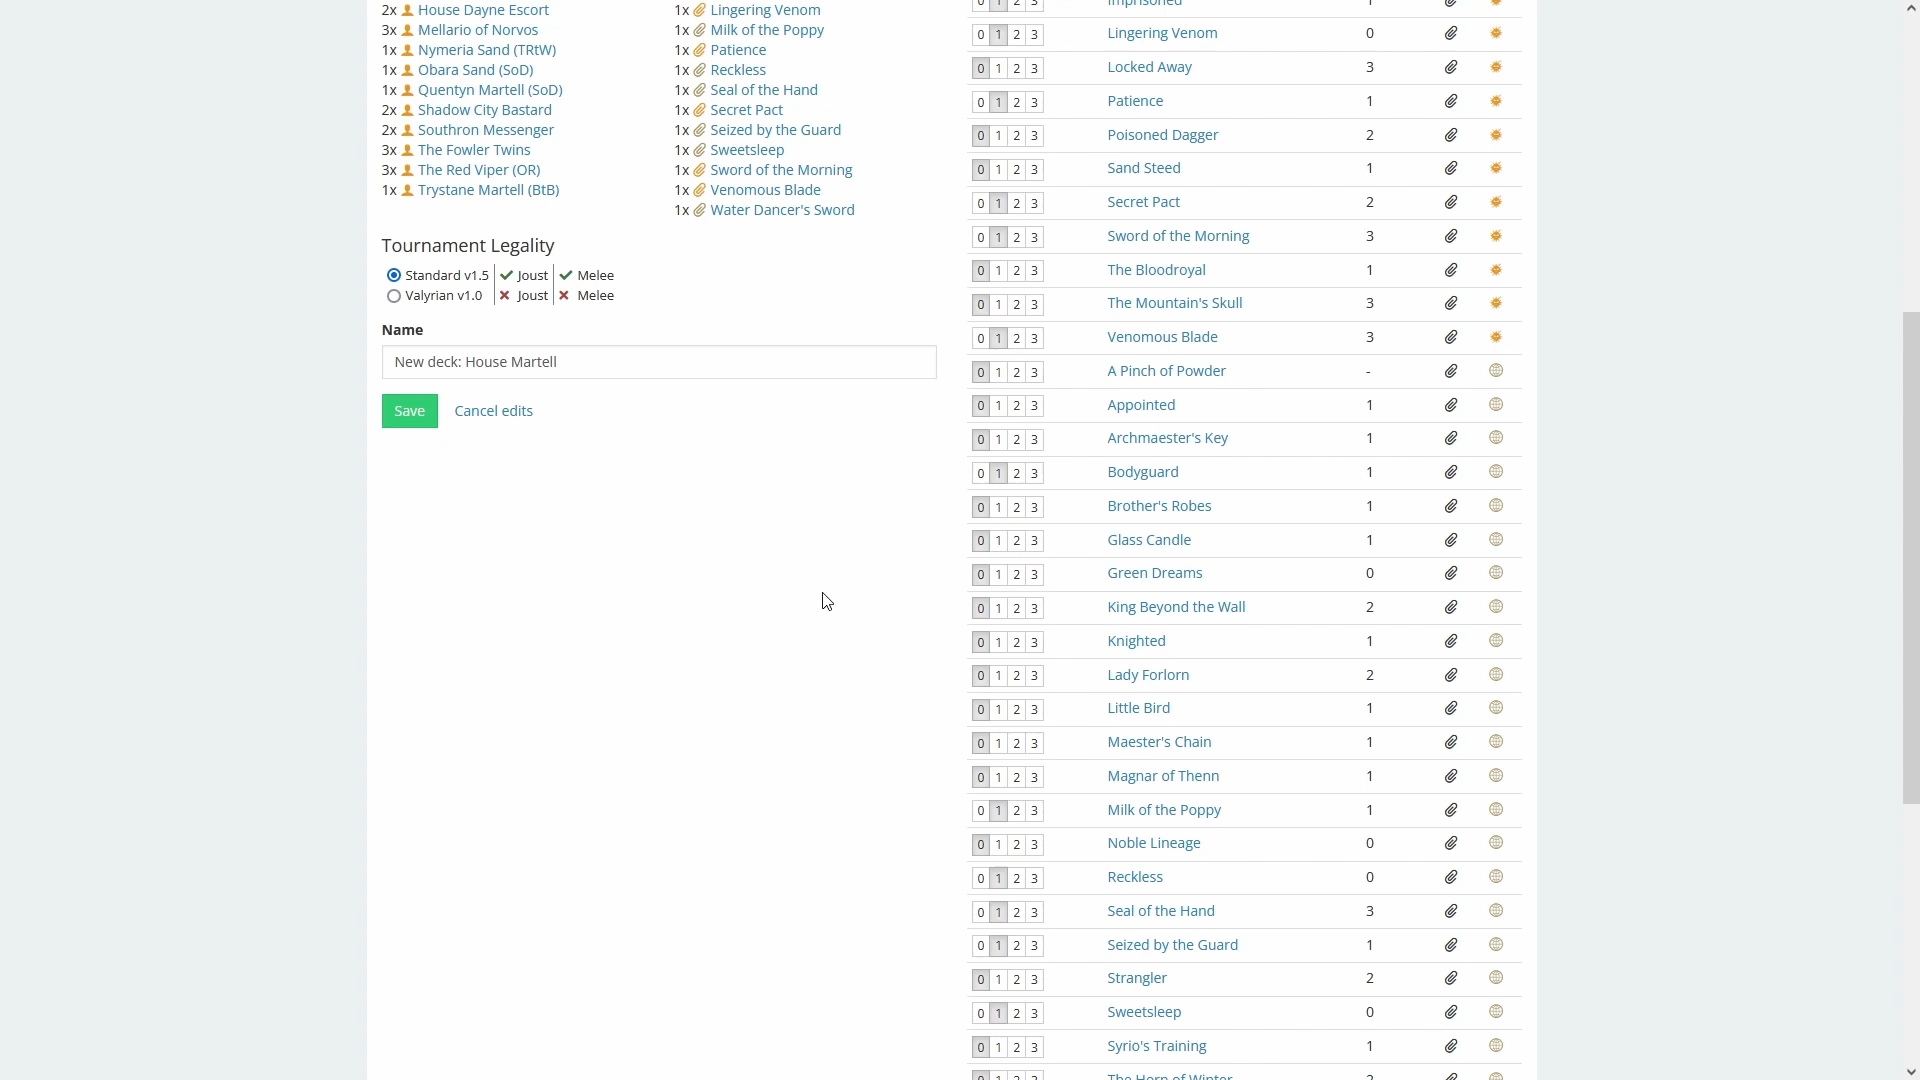 2x House Dayne Escort
3x Mellario of Norvos
1x Nymeria Sand (TRtW)
1x Obara Sand (SoD)
1x Quentyn Martell (SoD)
2x Shadow City Bastard
2x Southron Messenger
3x The Fowler Twins
3x The Red Viper (OR)
1x Trystane Martell (BtB)
1x Lingering Venom
1x Milk of the Poppy
1x Patience
1x Reckless
1x Seal of the Hand
1x Secret Pact
1x Seized by the Guard
1x Sweetsleep
1x Sword of the Morning
1x Venomous Blade
1x Water Dancer's Sword
Tournament Legality
Standard v1.5 Joust Melee
Valyrian v1.0 Joust Melee
Name
New deck: House Martell
Save Cancel edits
0 1 2 3 Imprisoned 1
0 1 2 3 Lingering Venom 0
0 1 2 3 Locked Away 3
0 1 2 3 Patience 1
0 1 2 3 Poisoned Dagger 2
0 1 2 3 Sand Steed 1
0 1 2 3 Secret Pact 2
0 1 2 3 Sword of the Morning 3
0 1 2 3 The Bloodroyal 1
0 1 2 3 The Mountain's Skull 3
0 1 2 3 Venomous Blade 3
0 1 2 3 A Pinch of Powder -
0 1 2 3 Appointed 1
0 1 2 3 Archmaester's Key 1
0 1 2 3 Bodyguard 1
0 1 2 3 Brother's Robes 1
0 1 2 3 Glass Candle 1
0 1 2 3 Green Dreams 0
0 1 2 3 King Beyond the Wall 2
0 1 2 3 Knighted 1
0 1 2 3 Lady Forlorn 2
0 1 2 3 Little Bird 1
0 1 2 3 Maester's Chain 1
0 1 2 3 Magnar of Thenn 1
0 1 2 3 Milk of the Poppy 1
0 1 2 3 Noble Lineage 0
0 1 2 3 Reckless 0
0 1 2 3 Seal of the Hand 3
0 1 2 3 Seized by the Guard 1
0 1 2 3 Strangler 2
0 1 2 3 Sweetsleep 0
0 1 2 3 Syrio's Training 1
0 1 2 3 The Horn of Winter 2